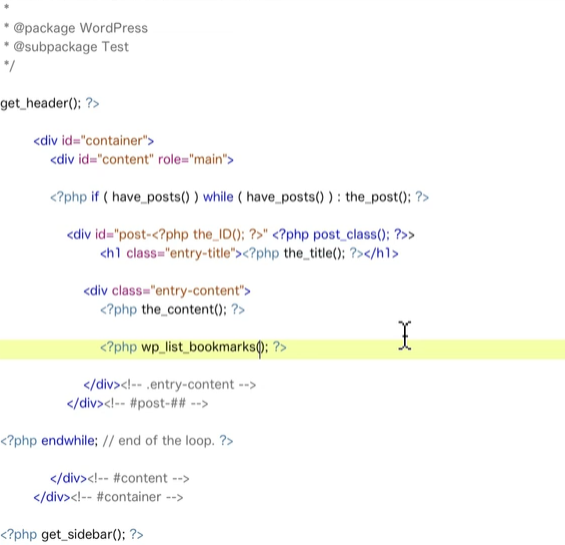 *
* @package WordPress
* @subpackage Test
*/
get_header(); ?>
<div id="container">
<div id="content" role="main">
<?php if ( have_posts() ) while ( have_posts() ) : the_post(); ?>
<div id="post-<?php the_ID(); ?>" <?php post_class(); ?>>
<h1 class="entry-title"><?php the_title(); ?></h1>
<div class="entry-content">
<?php the_content(); ?>
<?php wp_list_bookmarks(); ?>
</div><!-- .entry-content -->
</div><!-- #post-## -->
<?php endwhile; // end of the loop. ?>
</div><!-- #content -->
</div><!-- #container -->
<?php get_sidebar(); ?>